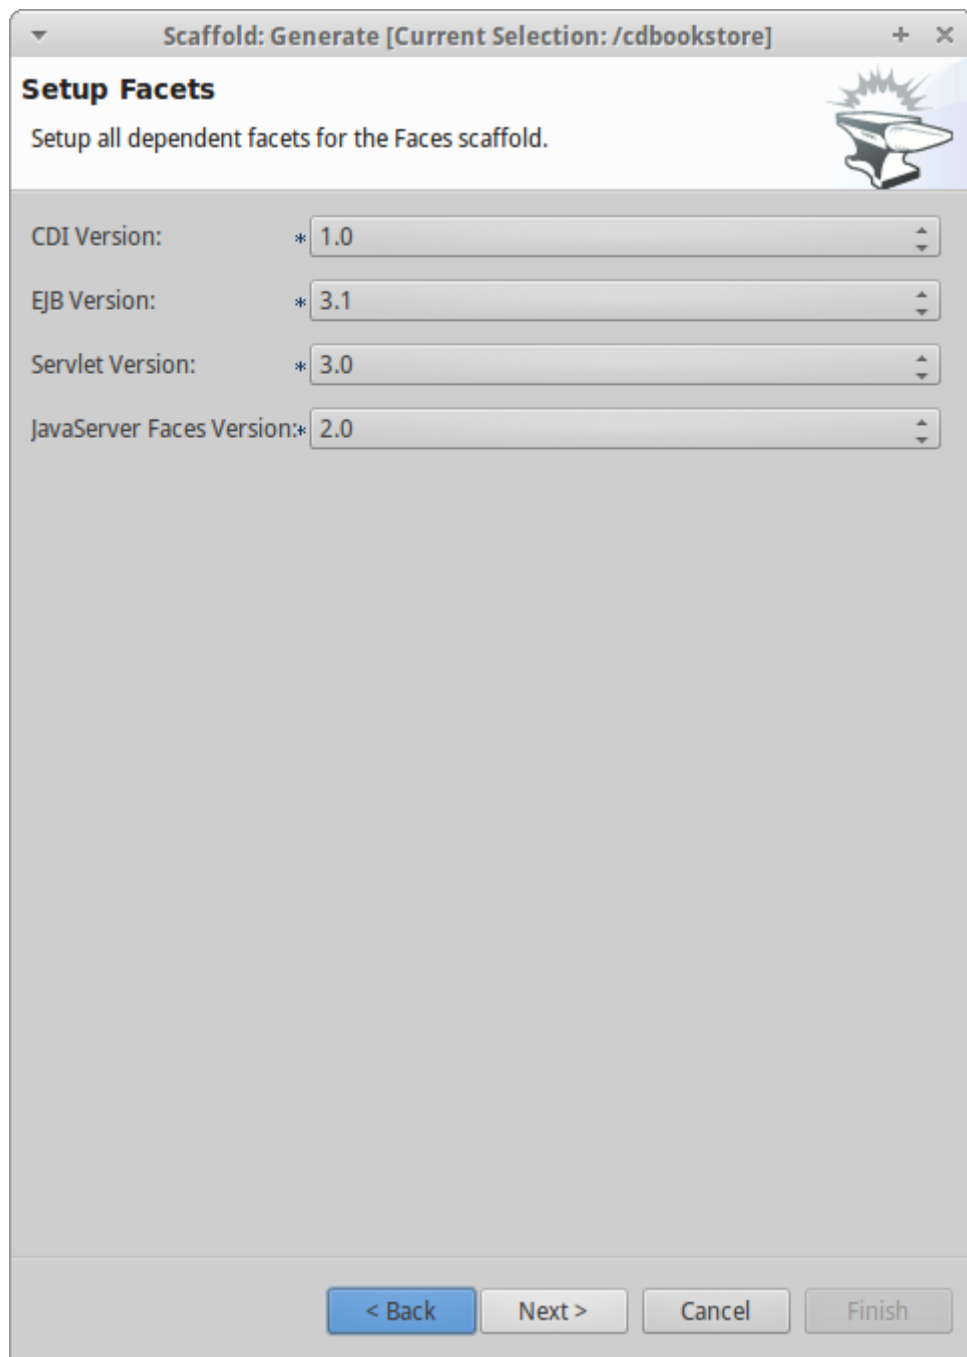 Scaffold: Generate [Current Selection: /cdbookstore]
Setup Facets
Setup all dependent facets for the Faces scaffold.
CDI Version: * 1.0
EJB Version: * 3.1
Servlet Version: * 3.0
JavaServer Faces Version:* 2.0
< Back Next > Cancel Finish